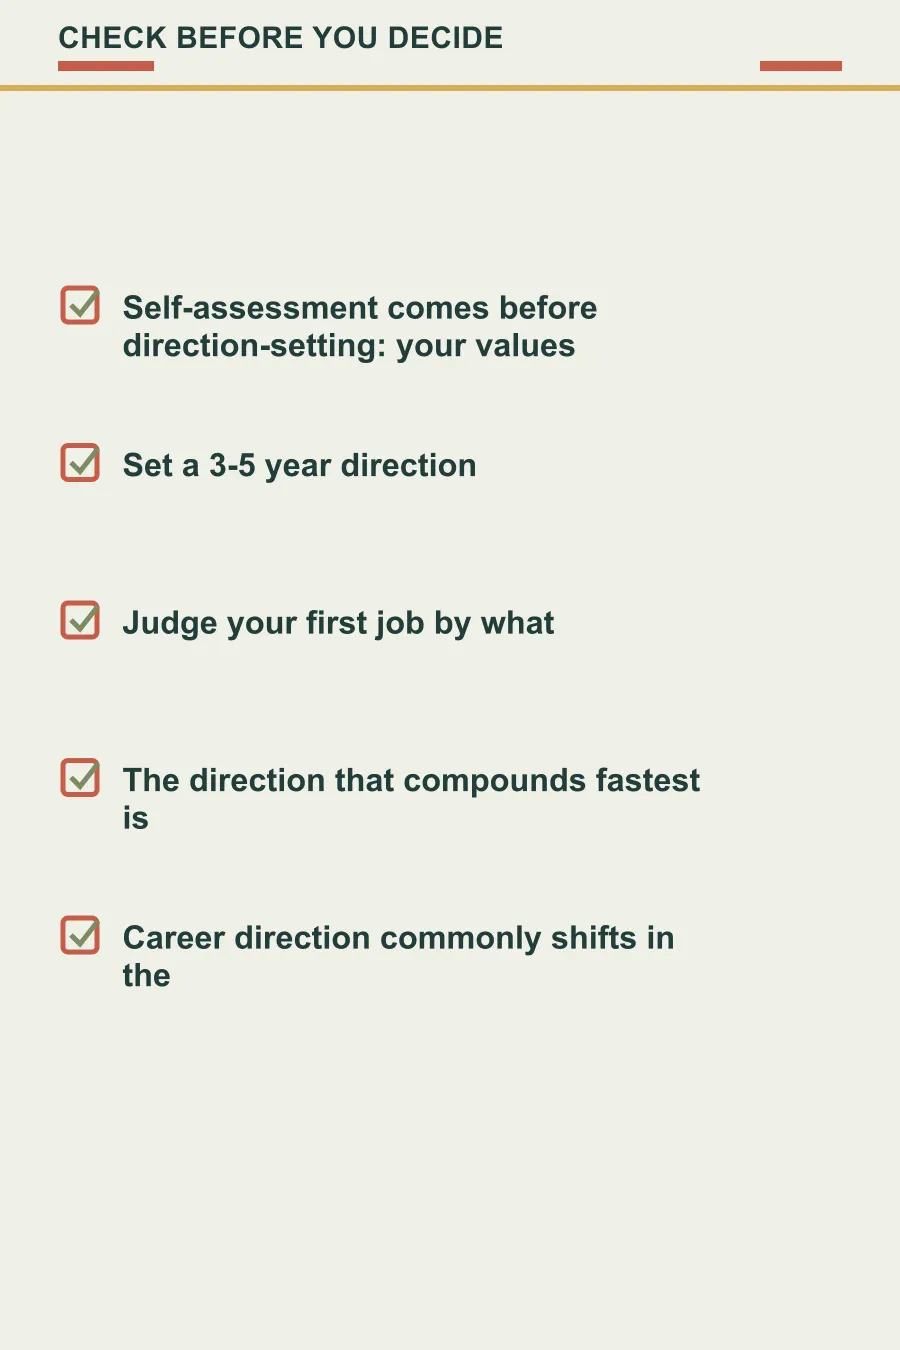 CHECK BEFORE YOU DECIDE
Self-assessment comes before
direction-setting: your values
Set a 3-5 year direction
Judge your first job by what
The direction that compounds fastest
is
Career direction commonly shifts in
the